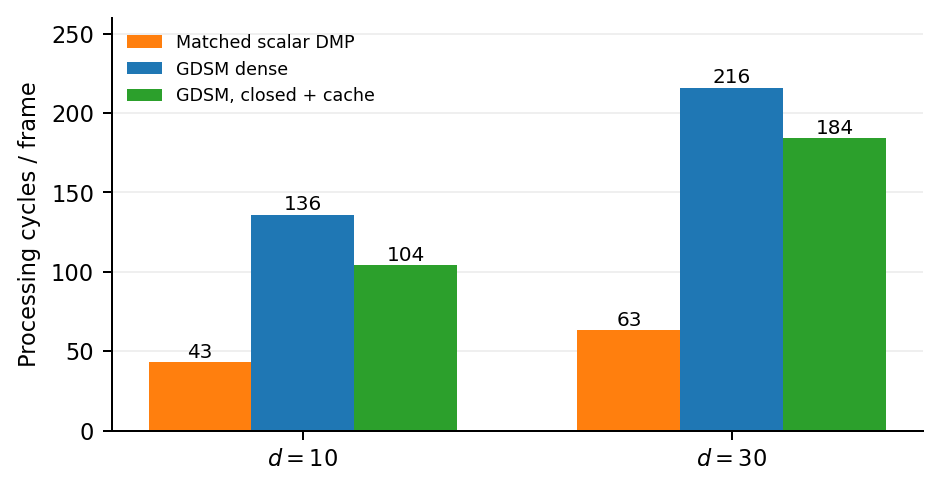 250
200
150
100
50
0
Processing cycles / frame
Matched scalar DMP
GDSM dense
GDSM, closed + cache
43
136
104
63
216
184
d = 10
d = 30